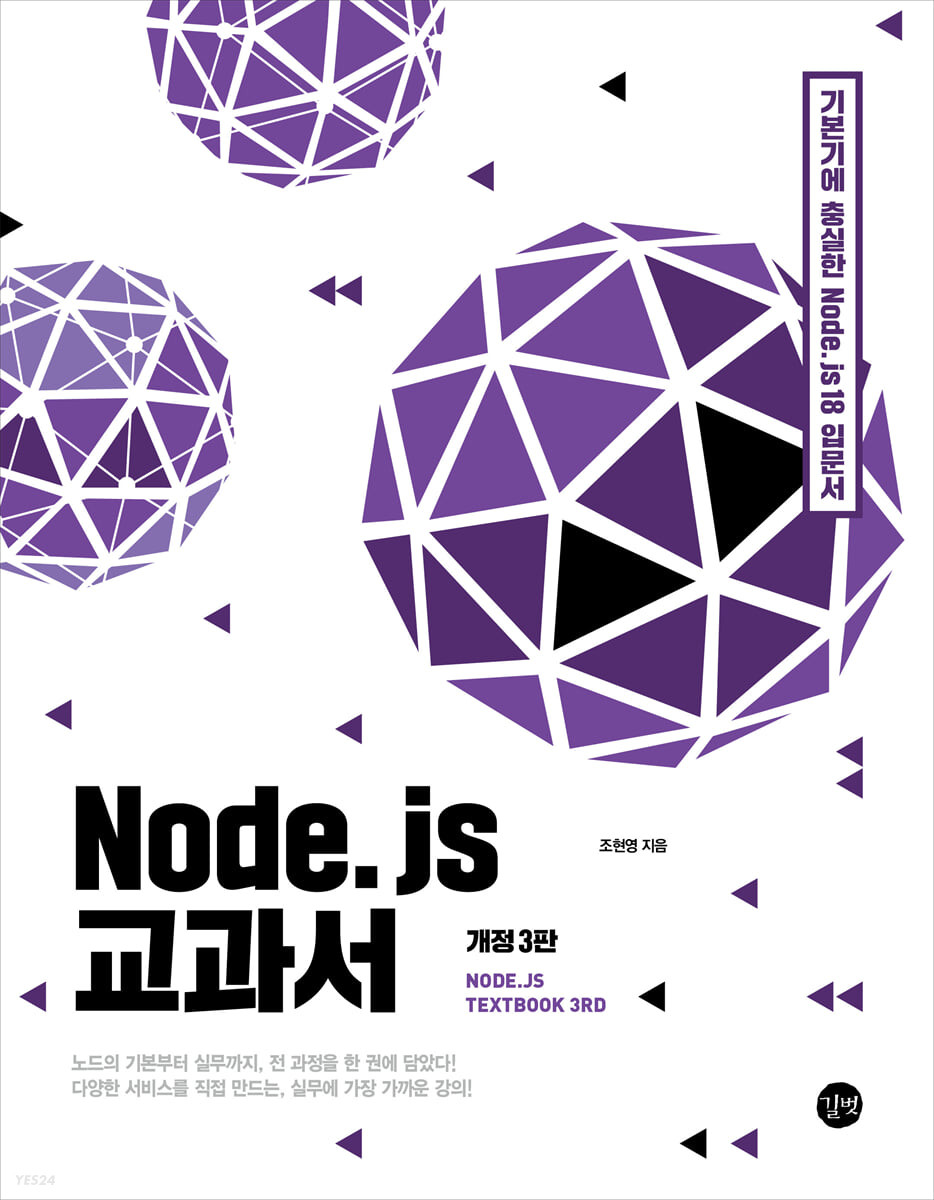 기본기에 충실한 Node.js 18 입문서
Node.js
교과서
조현영 지음
개정 3판
NODE.JS
TEXTBOOK 3RD
노드의 기본부터 실무까지, 전 과정을 한 권에 담았다!
다양한 서비스를 직접 만드는, 실무에 가장 가까운 강의!
길벗
YES24